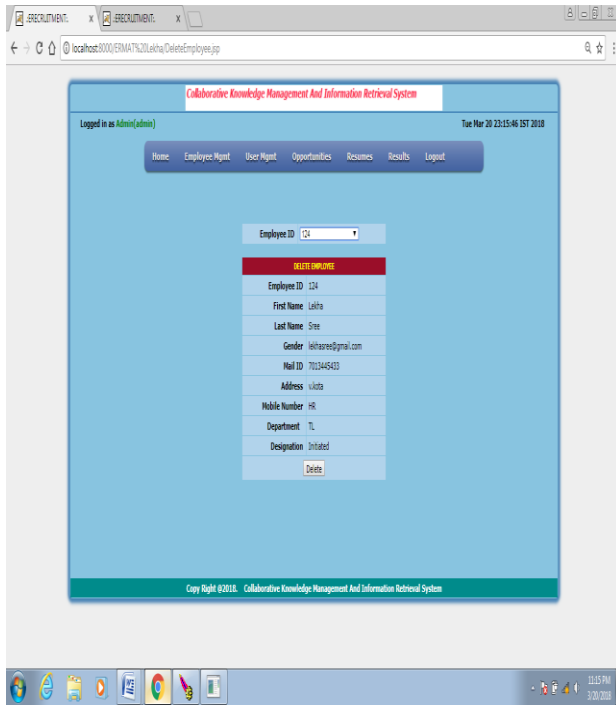 :ERECRUITMENT: x :ERECRUITMENT: x
localhost:8000/ERMAT%20Lekha/DeleteEmployee.jsp
Collaborative Knowledge Management And Information Retrieval System
Logged in as Admin(admin) Tue Mar 20 23:15:46 IST 2018
Home Employee Mgmt User Mgmt Opportunities Resumes Results Logout
Employee ID 124
DELETE EMPLOYEE
Employee ID 124
First Name Lekha
Last Name Sree
Gender lekhasree@gmail.com
Mail ID 7013445433
Address v.kota
Mobile Number HR
Department TL
Designation Initiated
Delete
Copy Right @2018. Collaborative Knowledge Management And Information Retrieval System
11:15 PM
3/20/2018